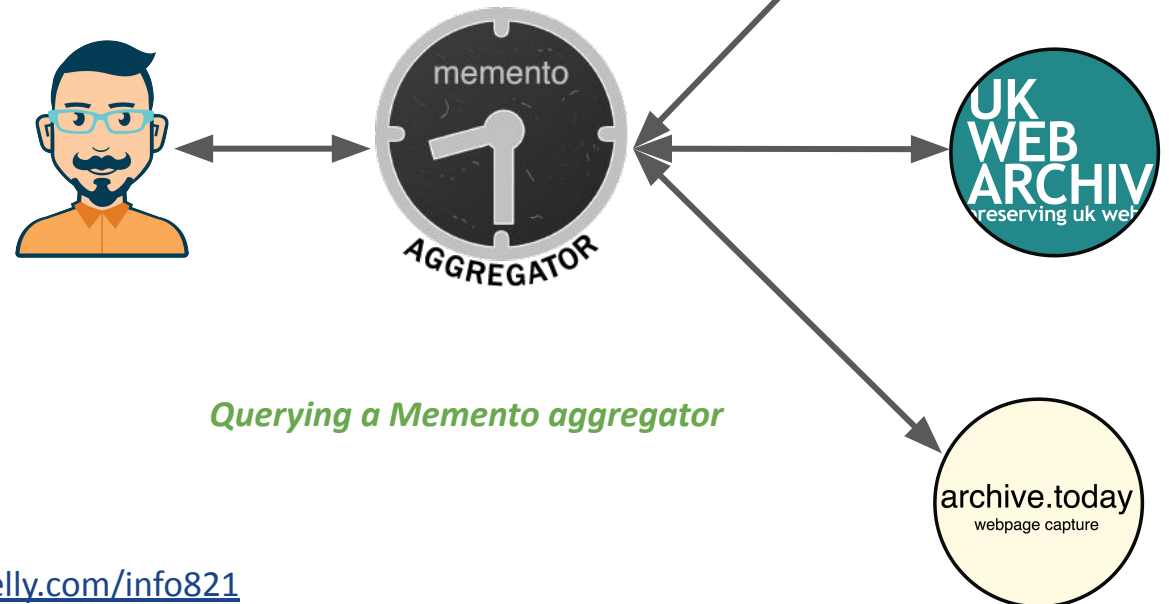 memento
AGGREGATOR
UK
WEB
ARCHIV
reserving uk web
Querying a Memento aggregator
archive.today
webpage capture
elly.com/info821